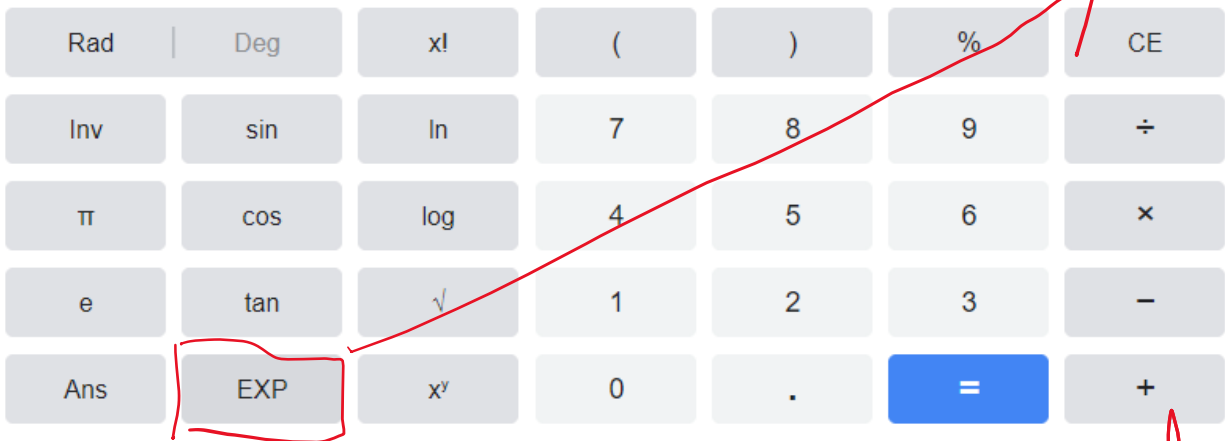 Rad | Deg x! ( ) % CE
Inv sin ln 7 8 9 ÷
π cos log 4 5 6 ×
e tan √ 1 2 3 −
Ans EXP xʸ 0 . = +